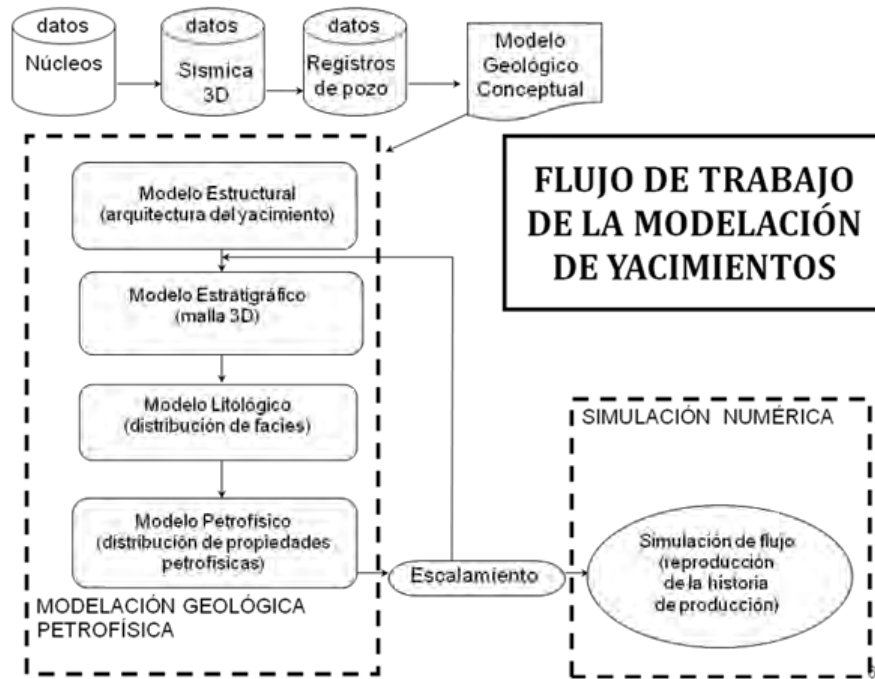 datos
Núcleos
datos
Sísmica
3D
datos
Registros
de pozo
Modelo
Geológico
Conceptual
FLUJO DE TRABAJO
DE LA MODELACIÓN
DE YACIMIENTOS
Modelo Estructural
(arquitectura del yacimiento)
Modelo Estratigráfico
(malla 3D)
Modelo Litológico
(distribución de facies)
Modelo Petrofísico
(distribución de propiedades
petrofísicas)
MODELACIÓN GEOLÓGICA
PETROFÍSICA
Escalamiento
SIMULACIÓN NUMÉRICA
Simulación de flujo
(reproducción
de la historia
de producción)